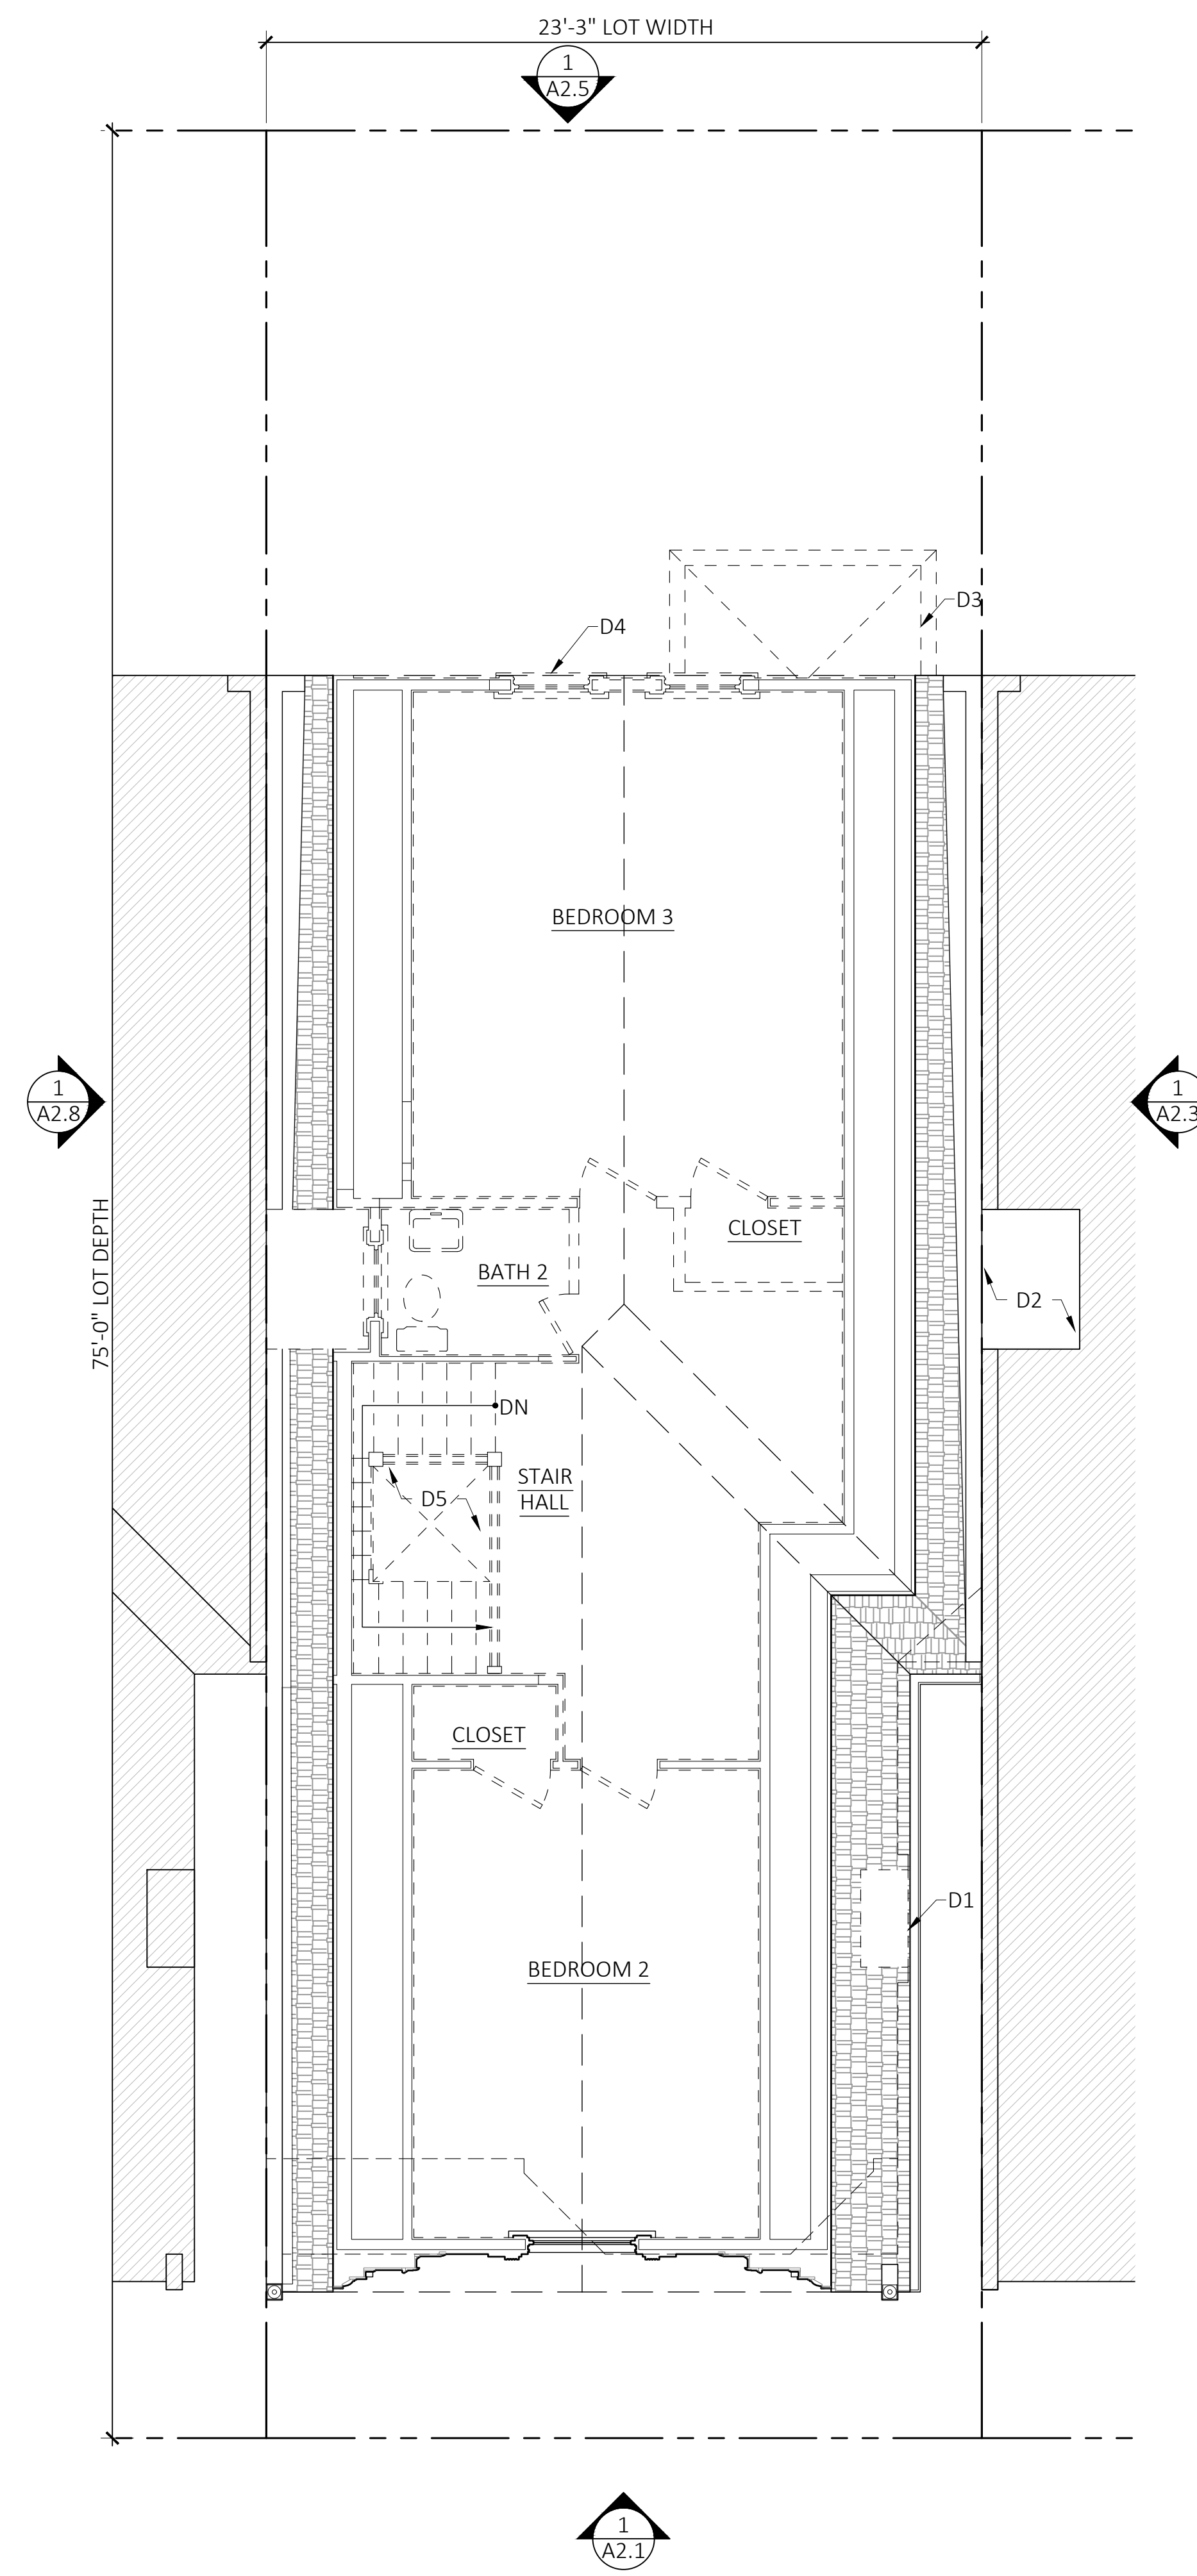 23'-3" LOT WIDTH
1
A2.5
D3
D4
BEDROOM 3
1
A2.8
1
A2.3
75'-0" LOT DEPTH
CLOSET
BATH 2
D2
DN
STAIR
HALL
D5
CLOSET
D1
BEDROOM 2
1
A2.1